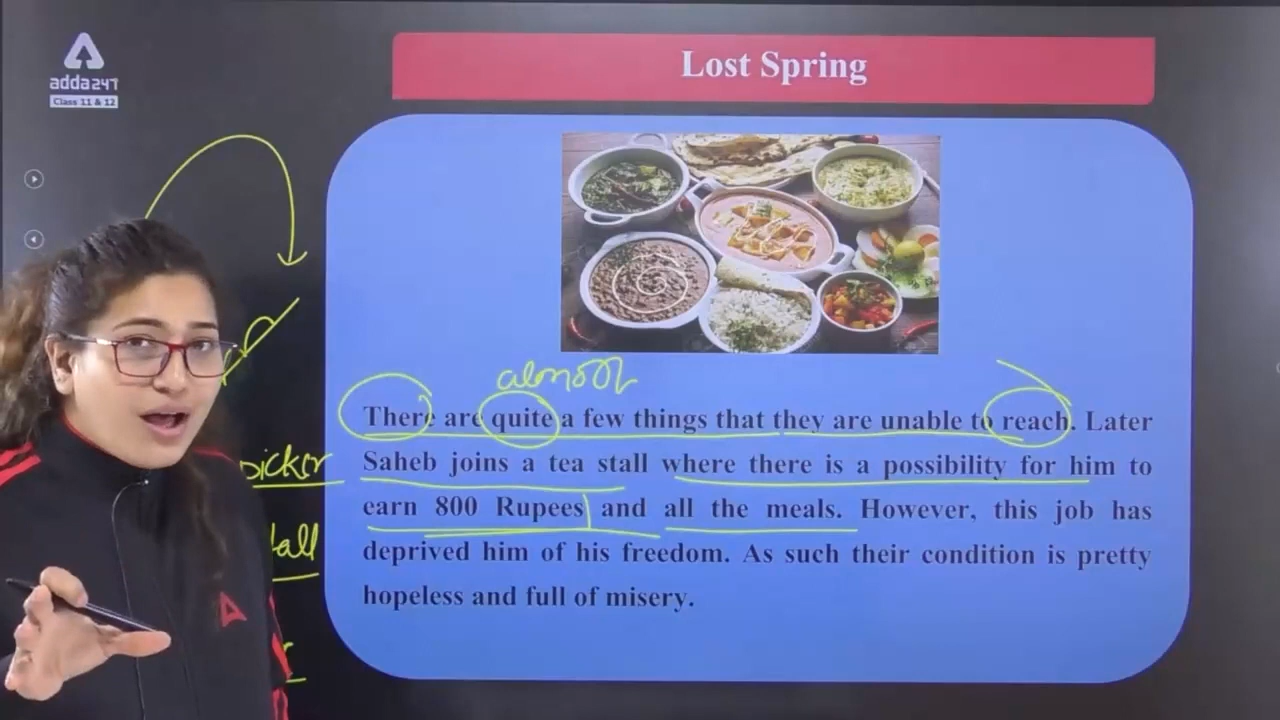 adda247
Class 11 & 12
Lost Spring
almost
There are quite a few things that they are unable to reach. Later
Saheb joins a tea stall where there is a possibility for him to
earn 800 Rupees and all the meals. However, this job has
deprived him of his freedom. As such their condition is pretty
hopeless and full of misery.
picker